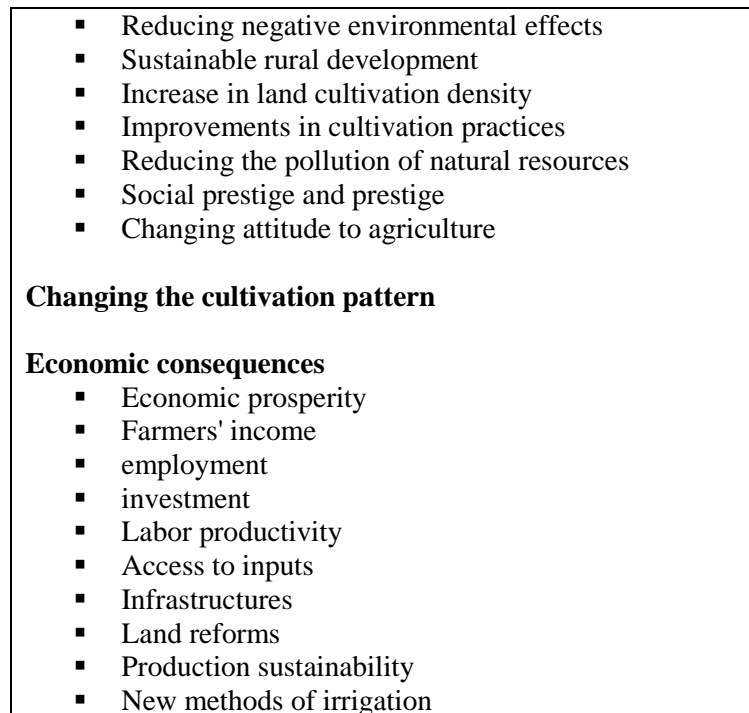 ▪ Reducing negative environmental effects
▪ Sustainable rural development
▪ Increase in land cultivation density
▪ Improvements in cultivation practices
▪ Reducing the pollution of natural resources
▪ Social prestige and prestige
▪ Changing attitude to agriculture
Changing the cultivation pattern
Economic consequences
▪ Economic prosperity
▪ Farmers' income
▪ employment
▪ investment
▪ Labor productivity
▪ Access to inputs
▪ Infrastructures
▪ Land reforms
▪ Production sustainability
▪ New methods of irrigation